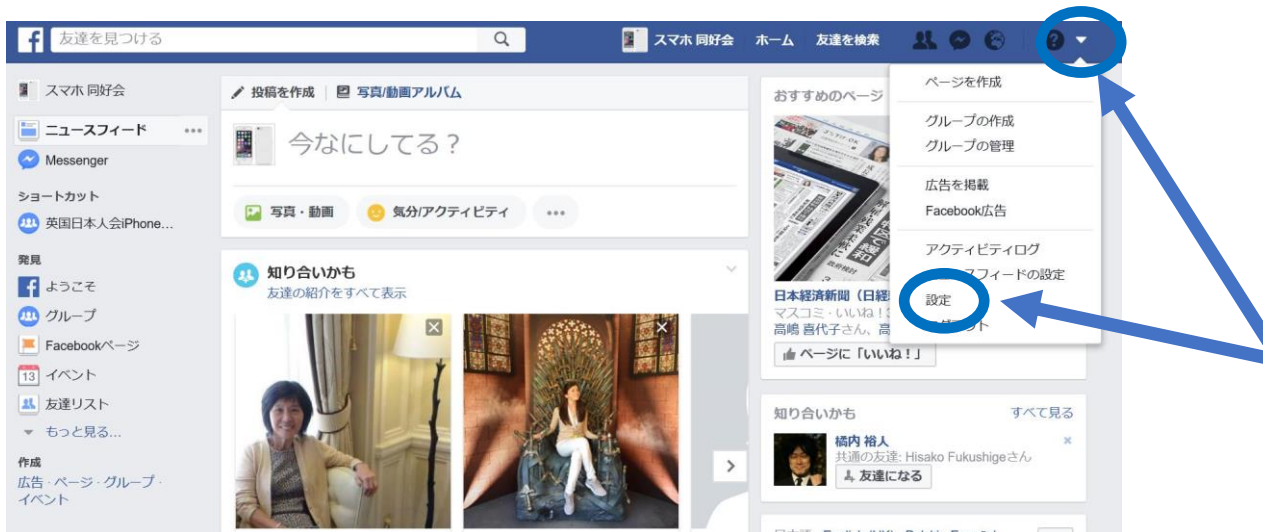 f
友達を見つける
スマホ 同好会
ホーム
友達を検索
スマホ 同好会
ニュースフィード
Messenger
ショートカット
英国日本人会iPhone...
発見
ようこそ
グループ
Facebookページ
13 イベント
友達リスト
もっと見る...
作成
広告 · ページ · グループ ·
イベント
投稿を作成
写真/動画アルバム
今なにしてる？
写真・動画
気分/アクティビティ
知り合いかも
友達の紹介をすべて表示
おすすめのページ
日本経済新聞（日経
マスコミ · いいね！
高嶋 喜代子さん、高
ページに「いいね！」
ページを作成
グループの作成
グループの管理
広告を掲載
Facebook広告
アクティビティログ
スフィードの設定
設定
知り合いかも
すべて見る
橘内 裕人
共通の友達: Hisako Fukushigeさん
友達になる